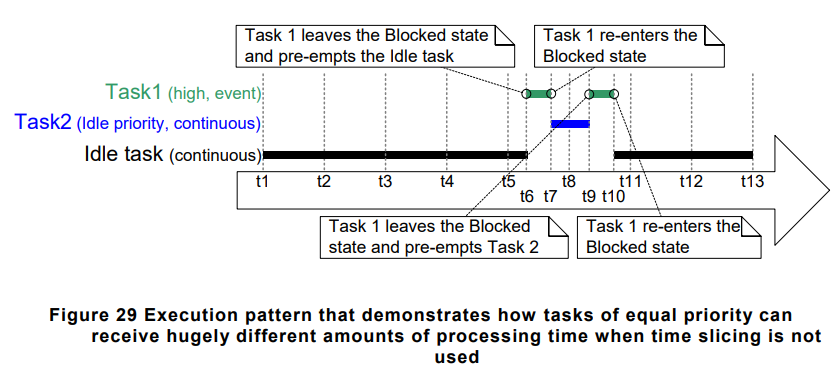 Task 1 leaves the Blocked state
and pre-empts the Idle task
Task 1 re-enters the
Blocked state
Task1 (high, event)
Task2 (Idle priority, continuous)
Idle task (continuous)
t1 t2 t3 t4 t5 t8 t11 t12 t13
t6 t7 t9 t10
Task 1 leaves the Blocked
state and pre-empts Task 2
Task 1 re-enters the
Blocked state
Figure 29 Execution pattern that demonstrates how tasks of equal priority can
receive hugely different amounts of processing time when time slicing is not
used